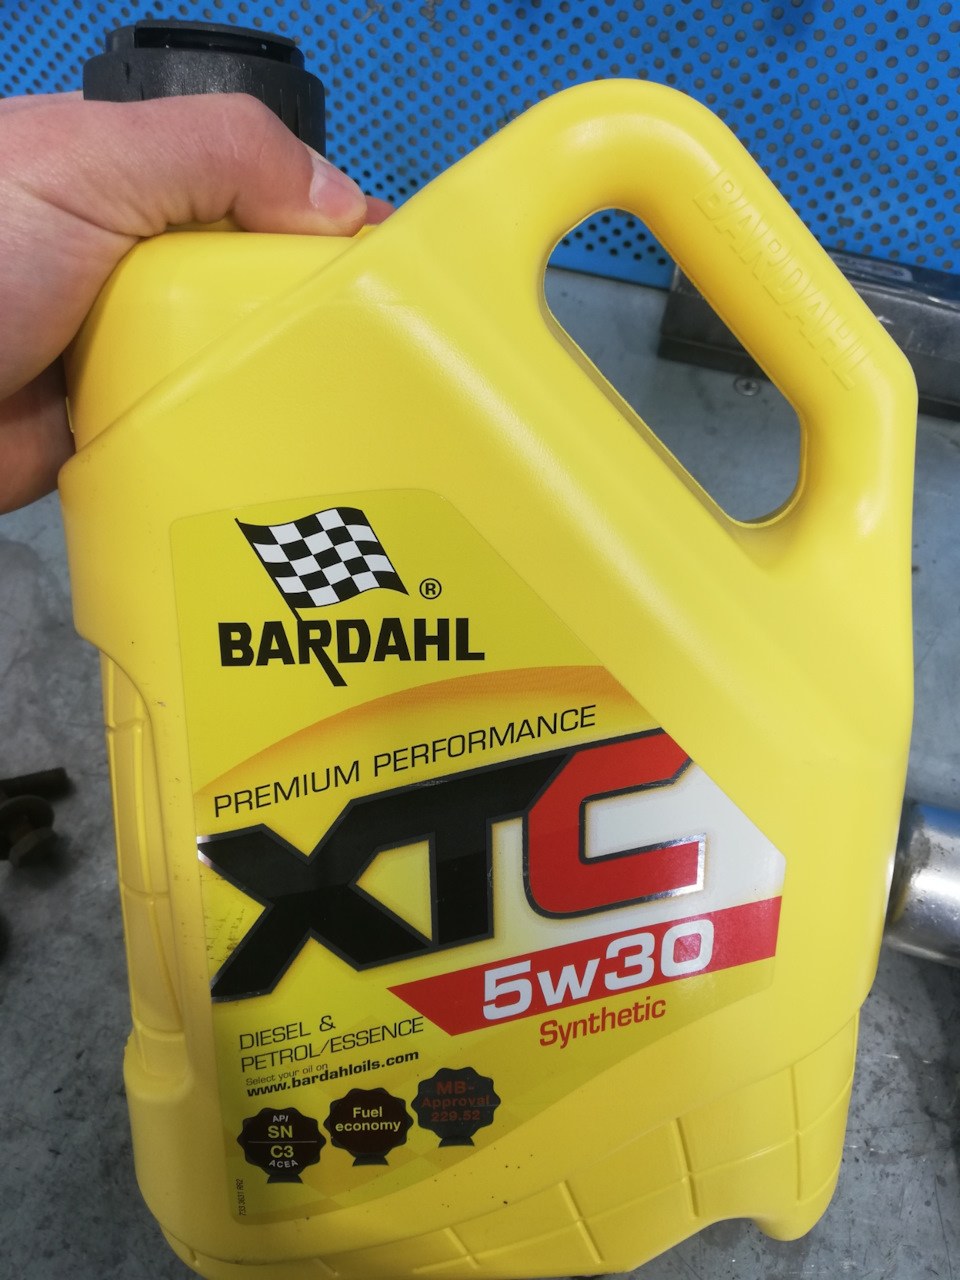 BARDAHL
®
BARDAHL
PREMIUM PERFORMANCE
XTC
5w30
Synthetic
DIESEL &
PETROL/ESSENCE
Select your oil on
www.bardahloils.com
API
SN
C3
ACEA
Fuel
economy
MB-
Approval
229.52